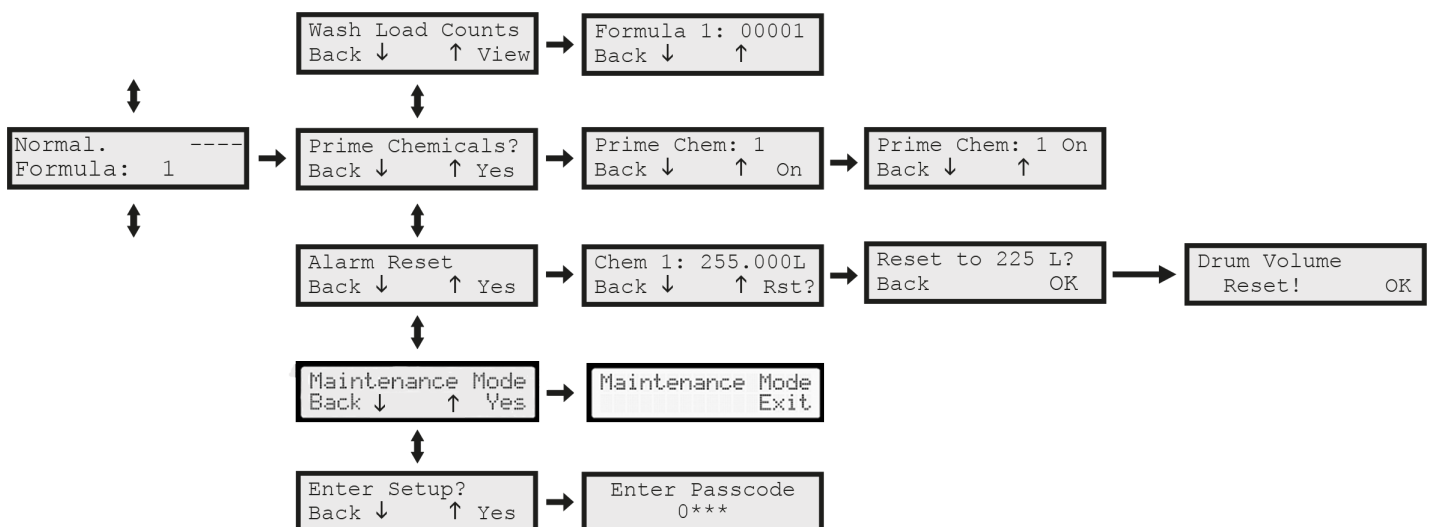 Wash Load Counts
Back ↓ ↑ View
Formula 1: 00001
Back ↓ ↑
Normal. ----
Formula: 1
Prime Chemicals?
Back ↓ ↑ Yes
Prime Chem: 1
Back ↓ ↑ On
Prime Chem: 1 On
Back ↓ ↑
Alarm Reset
Back ↓ ↑ Yes
Chem 1: 255.000L
Back ↓ ↑ Rst?
Reset to 225 L?
Back OK
Drum Volume
Reset! OK
Maintenance Mode
Back ↓ ↑ Yes
Maintenance Mode
Exit
Enter Setup?
Back ↓ ↑ Yes
Enter Passcode
0***